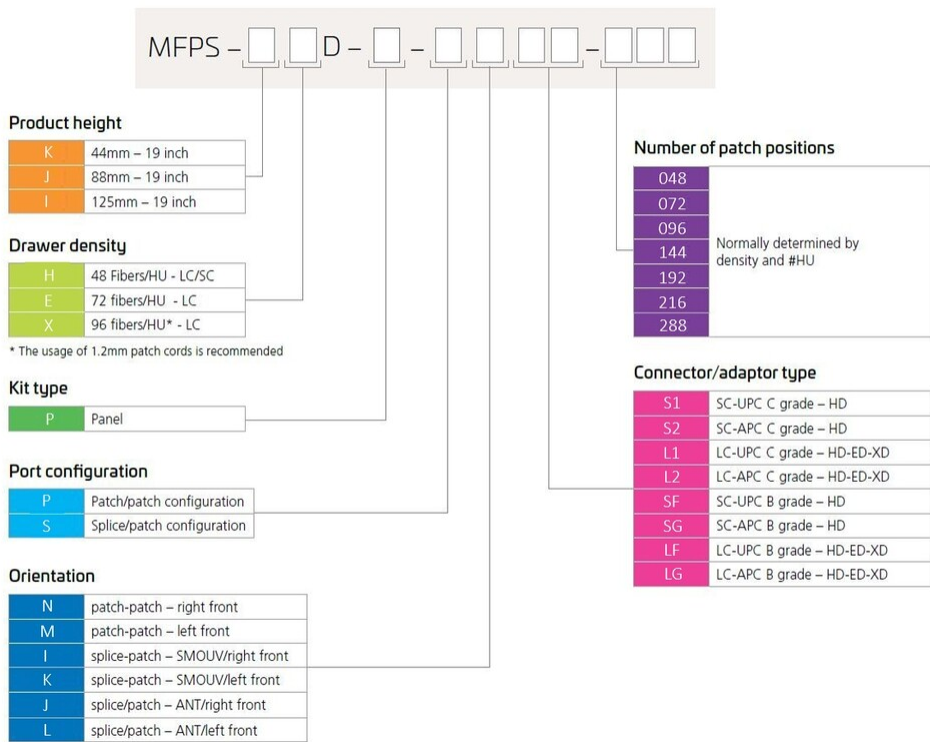 MFPS – D – – –
Product height
K 44mm – 19 inch
J 88mm – 19 inch
I 125mm – 19 inch
Drawer density
H 48 Fibers/HU - LC/SC
E 72 fibers/HU - LC
X 96 fibers/HU* - LC
* The usage of 1.2mm patch cords is recommended
Kit type
P Panel
Port configuration
P Patch/patch configuration
S Splice/patch configuration
Orientation
N patch-patch – right front
M patch-patch – left front
I splice-patch – SMOUV/right front
K splice-patch – SMOUV/left front
J splice/patch – ANT/right front
L splice/patch – ANT/left front
Number of patch positions
048
072
096
144
192
216
288
Normally determined by
density and #HU
Connector/adaptor type
S1 SC-UPC C grade – HD
S2 SC-APC C grade – HD
L1 LC-UPC C grade – HD-ED-XD
L2 LC-APC C grade – HD-ED-XD
SF SC-UPC B grade – HD
SG SC-APC B grade – HD
LF LC-UPC B grade – HD-ED-XD
LG LC-APC B grade – HD-ED-XD